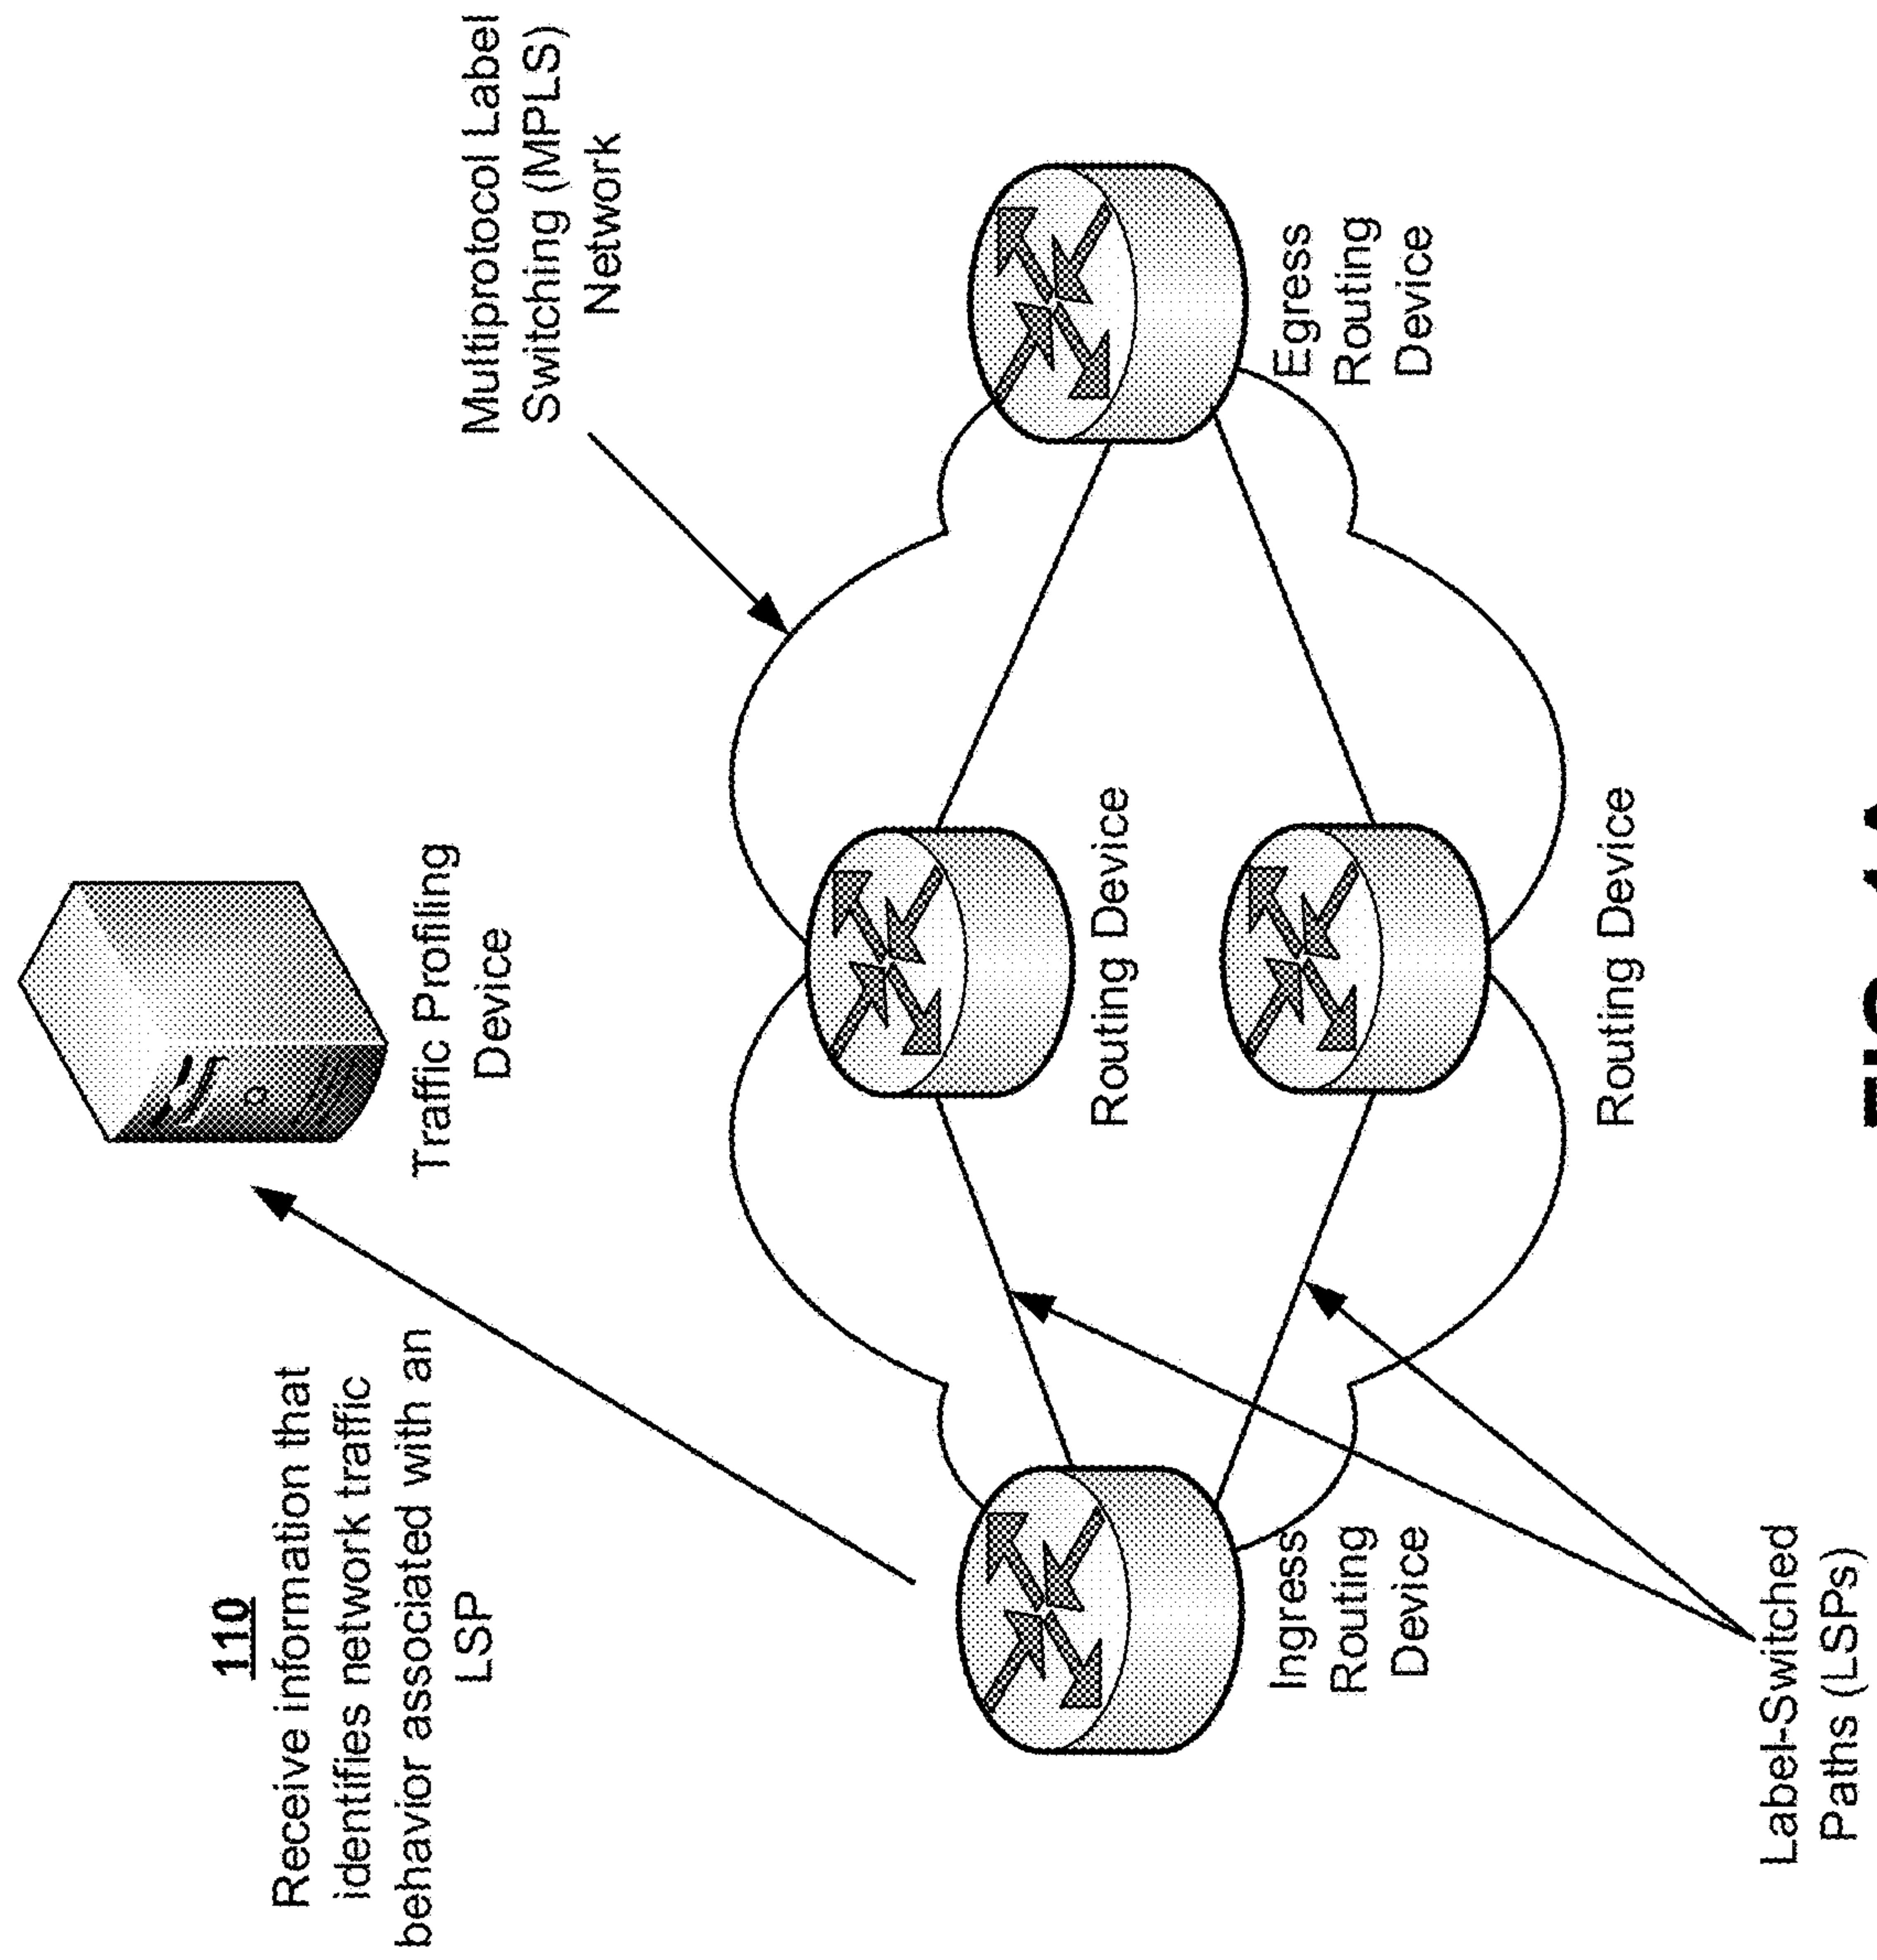 110
Receive information that
identifies network traffic
behavior associated with an
LSP
Traffic Profiling
Device
Multiprotocol Label
Switching (MPLS)
Network
Routing Device
Ingress
Routing
Device
Egress
Routing
Device
Routing Device
Label-Switched
Paths (LSPs)